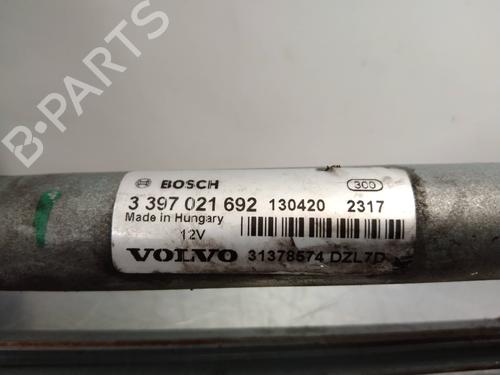 BOSCH 300
3 397 021 692 130420 2317
Made in Hungary
12V
VOLVO 31378574 DZL7D
B-PARTS